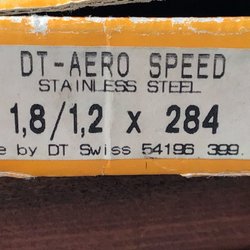 DT-AERO SPEED
STAINLESS STEEL
1,8/1,2 x 284
e by DT Swiss 54196 399.